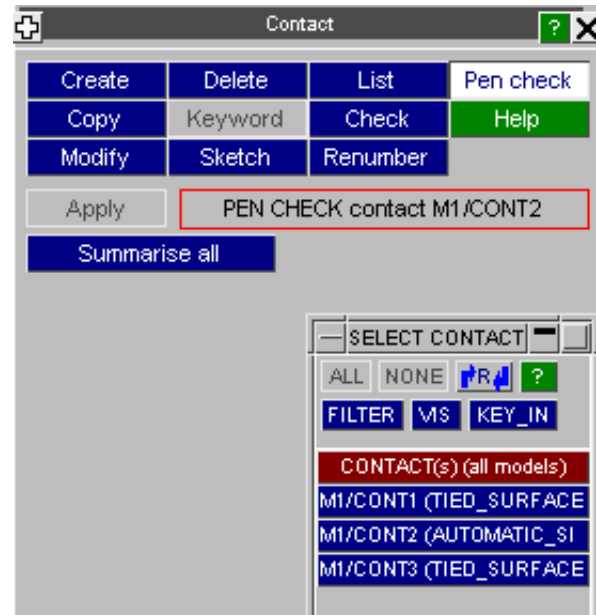 Contact ? X
Create Delete List Pen check
Copy Keyword Check Help
Modify Sketch Renumber
Apply PEN CHECK contact M1/CONT2
Summarise all
SELECT CONTACT
ALL NONE R ?
FILTER VIS KEY_IN
CONTACT(s) (all models)
M1/CONT1 (TIED_SURFACE
M1/CONT2 (AUTOMATIC_SI
M1/CONT3 (TIED_SURFACE